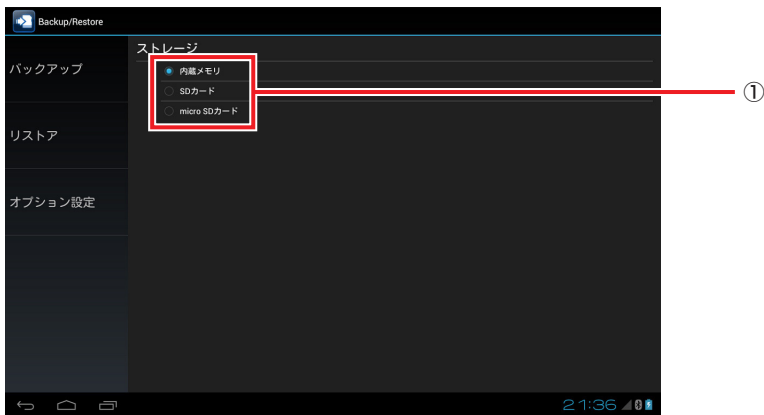 Backup/Restore
ストレージ
バックアップ
内蔵メモリ
SDカード
①
micro SDカード
リストア
オプション設定
21:36